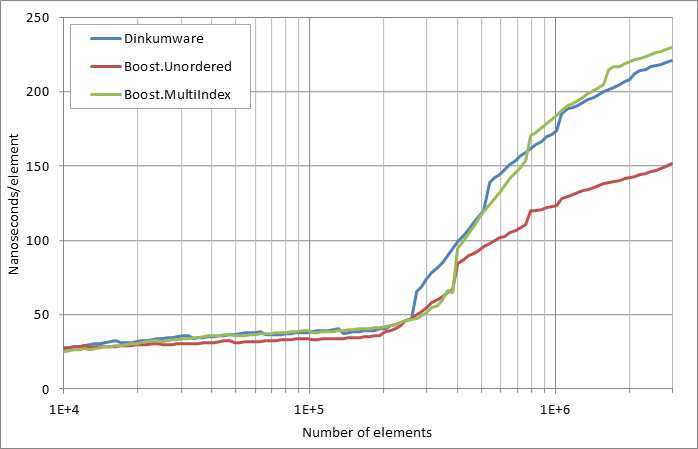 250
200
150
100
50
0
Nanoseconds/element
Dinkumware
Boost.Unordered
Boost.MultiIndex
1E+4
1E+5
1E+6
Number of elements